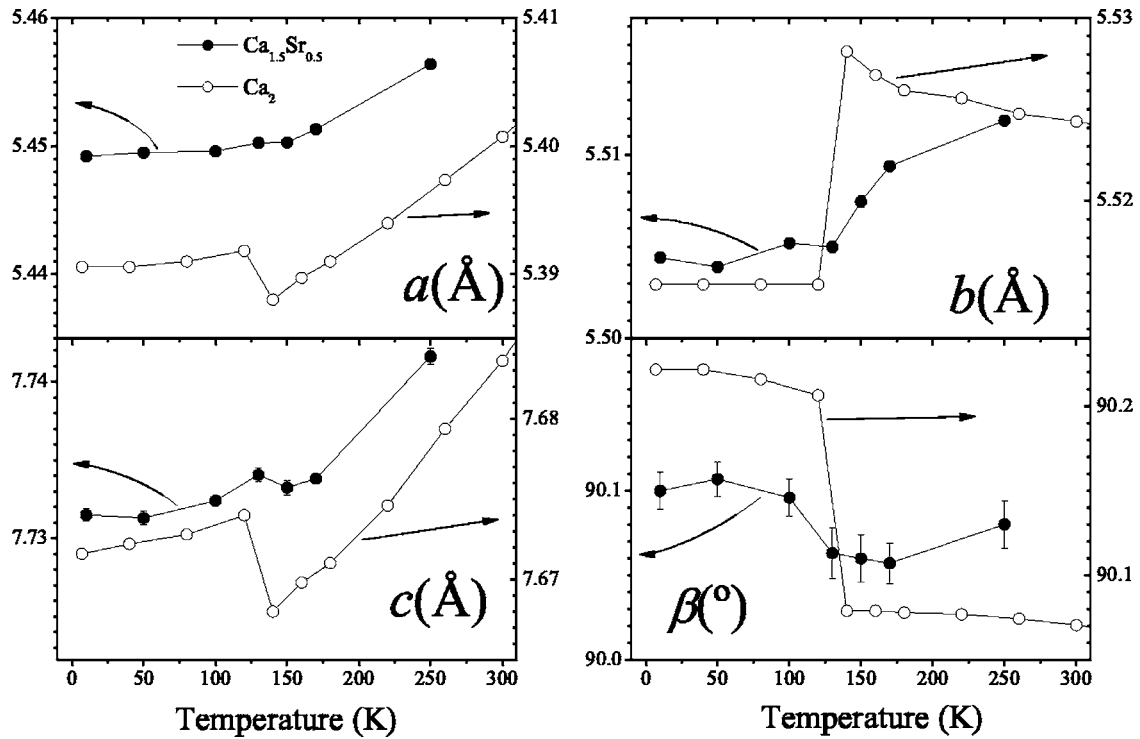 5.46
5.41
5.53
Ca1.5Sr0.5
Ca2
5.45
5.40
5.51
5.52
5.44
5.39
a(Å)
b(Å)
5.50
7.74
7.68
90.2
90.1
7.73
7.67
90.1
c(Å)
β(º)
90.0
0 50 100 150 200 250 300
0 50 100 150 200 250 300
Temperature (K)
Temperature (K)